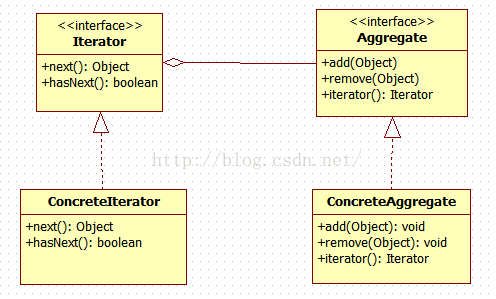 <<interface>>
Iterator
+next(): Object
+hasNext(): boolean
<<interface>>
Aggregate
+add(Object)
+remove(Object)
+iterator(): Iterator
http://blog.csdn.net/
ConcreteIterator
+next(): Object
+hasNext(): boolean
ConcreteAggregate
+add(Object): void
+remove(Object): void
+iterator(): Iterator